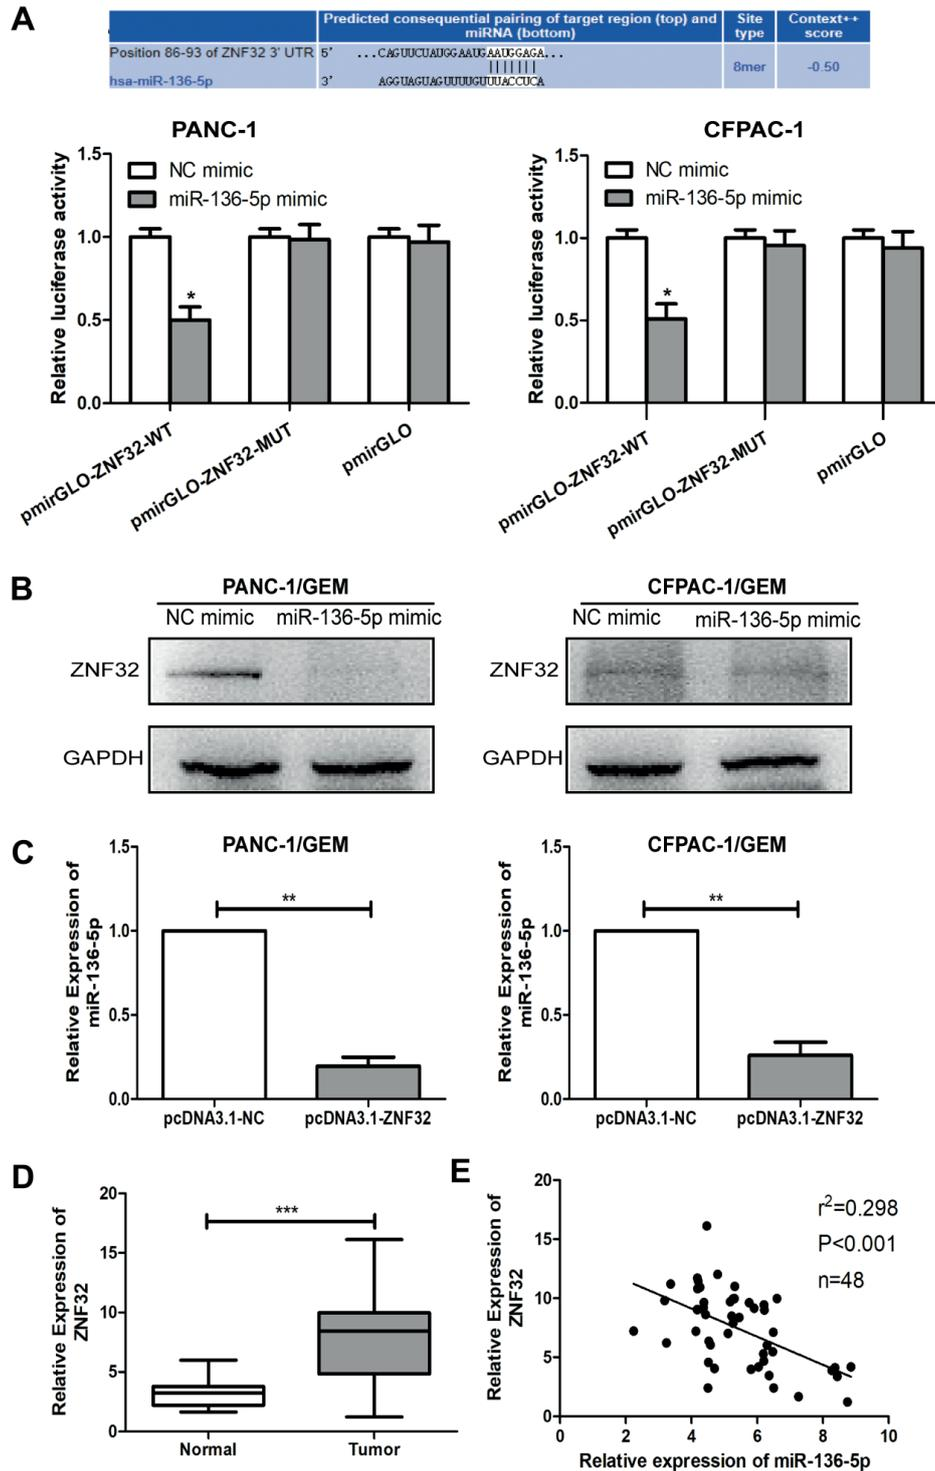 A
Predicted consequential pairing of target region (top) and miRNA (bottom)
Site type
Context++ score
Position 86-93 of ZNF32 3' UTR 5' ...CAGUUCUAUGGAAUGAAUGGAGA...
hsa-miR-136-5p 3' AGGUAGUAGUUUUGUUUACCUCA
8mer
-0.50
PANC-1
NC mimic
miR-136-5p mimic
Relative luciferase activity
1.5
1.0
0.5
0.0
*
pmirGLO-ZNF32-WT
pmirGLO-ZNF32-MUT
pmirGLO
CFPAC-1
NC mimic
miR-136-5p mimic
Relative luciferase activity
1.5
1.0
0.5
0.0
*
pmirGLO-ZNF32-WT
pmirGLO-ZNF32-MUT
pmirGLO
B
PANC-1/GEM
NC mimic miR-136-5p mimic
ZNF32
GAPDH
CFPAC-1/GEM
NC mimic miR-136-5p mimic
ZNF32
GAPDH
C
PANC-1/GEM
Relative Expression of
miR-136-5p
1.5
1.0
0.5
0.0
**
pcDNA3.1-NC pcDNA3.1-ZNF32
CFPAC-1/GEM
Relative Expression of
miR-136-5p
1.5
1.0
0.5
0.0
**
pcDNA3.1-NC pcDNA3.1-ZNF32
D
Relative Expression of
ZNF32
20
15
10
5
0
***
Normal Tumor
E
Relative Expression of
ZNF32
20
15
10
5
0
r²=0.298
P<0.001
n=48
0 2 4 6 8 10
Relative expression of miR-136-5p